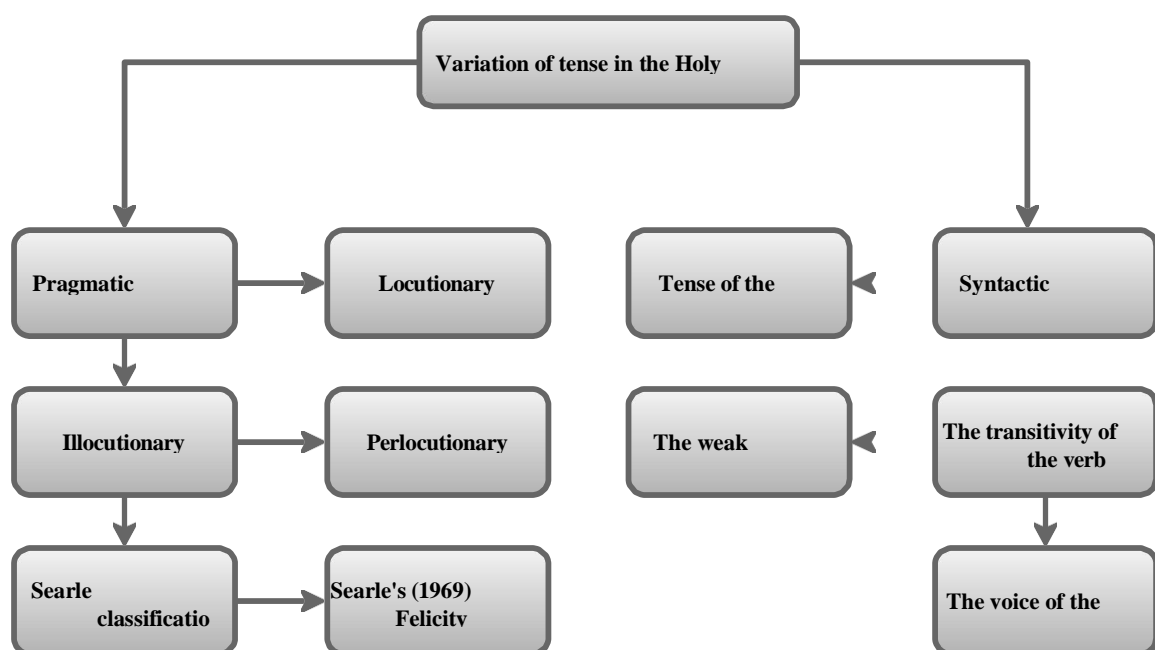 Variation of tense in the Holy
Pragmatic
Locutionary
Tense of the
Syntactic
Illocutionary
Perlocutionary
The weak
The transitivity of
the verb
Searle
classificatio
Searle's (1969)
Felicity
The voice of the